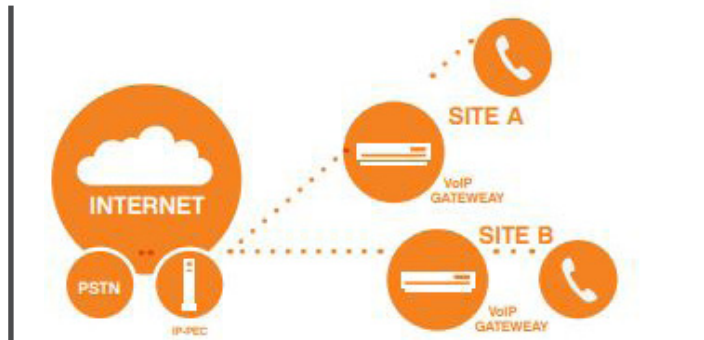 SITE A
VoIP
GATEWEAY
INTERNET
SITE B
PSTN
IP-PEC
VoIP
GATEWEAY